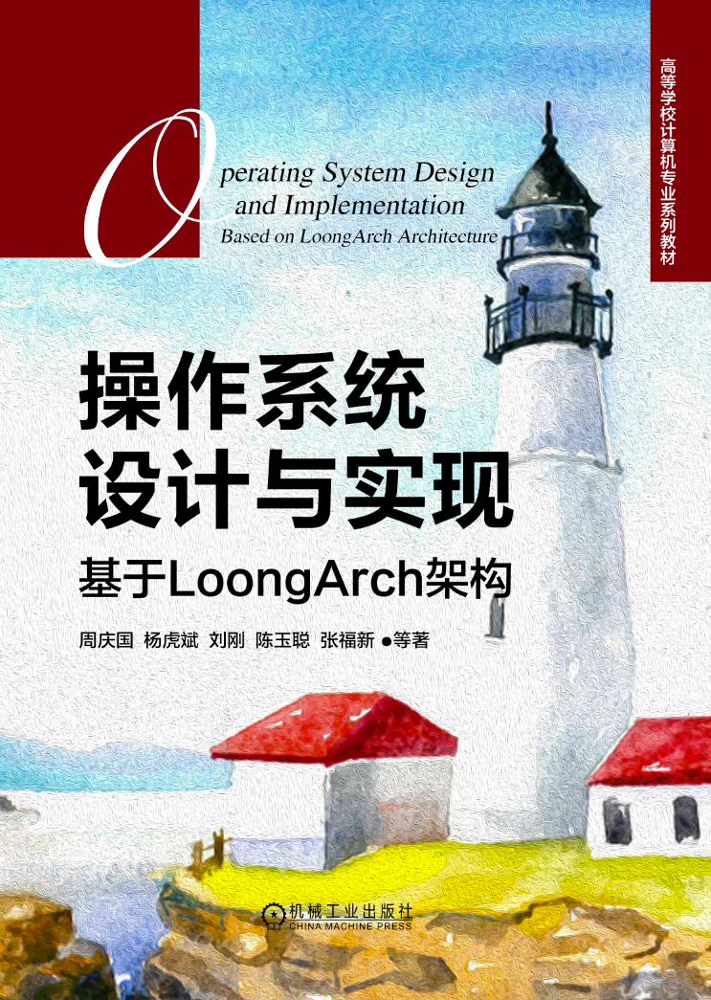 Operating System Design
and Implementation
Based on LoongArch Architecture
高等学校计算机专业系列教材
操作系统
设计与实现
基于LoongArch架构
周庆国 杨虎斌 刘刚 陈玉聪 张福新 ●等著
机械工业出版社
CHINA MACHINE PRESS